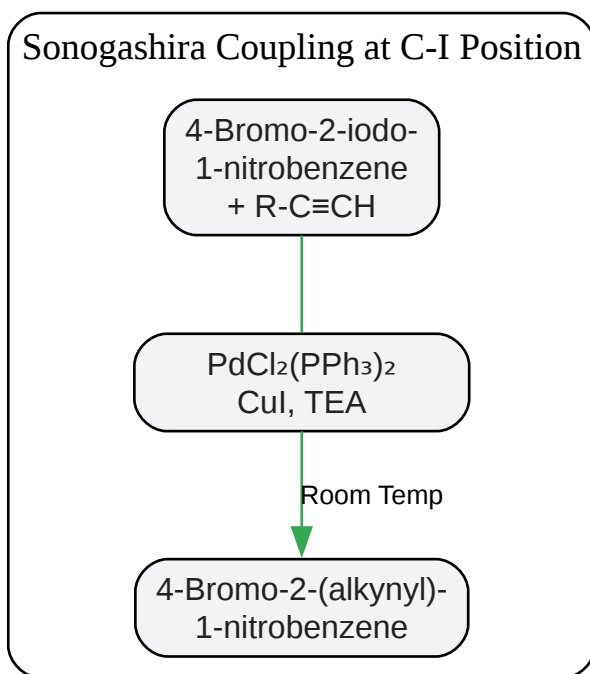 Sonogashira Coupling at C-I Position
4-Bromo-2-iodo-
1-nitrobenzene
+ R-C≡CH
PdCl₂(PPh₃)₂
CuI, TEA
Room Temp
4-Bromo-2-(alkynyl)-
1-nitrobenzene